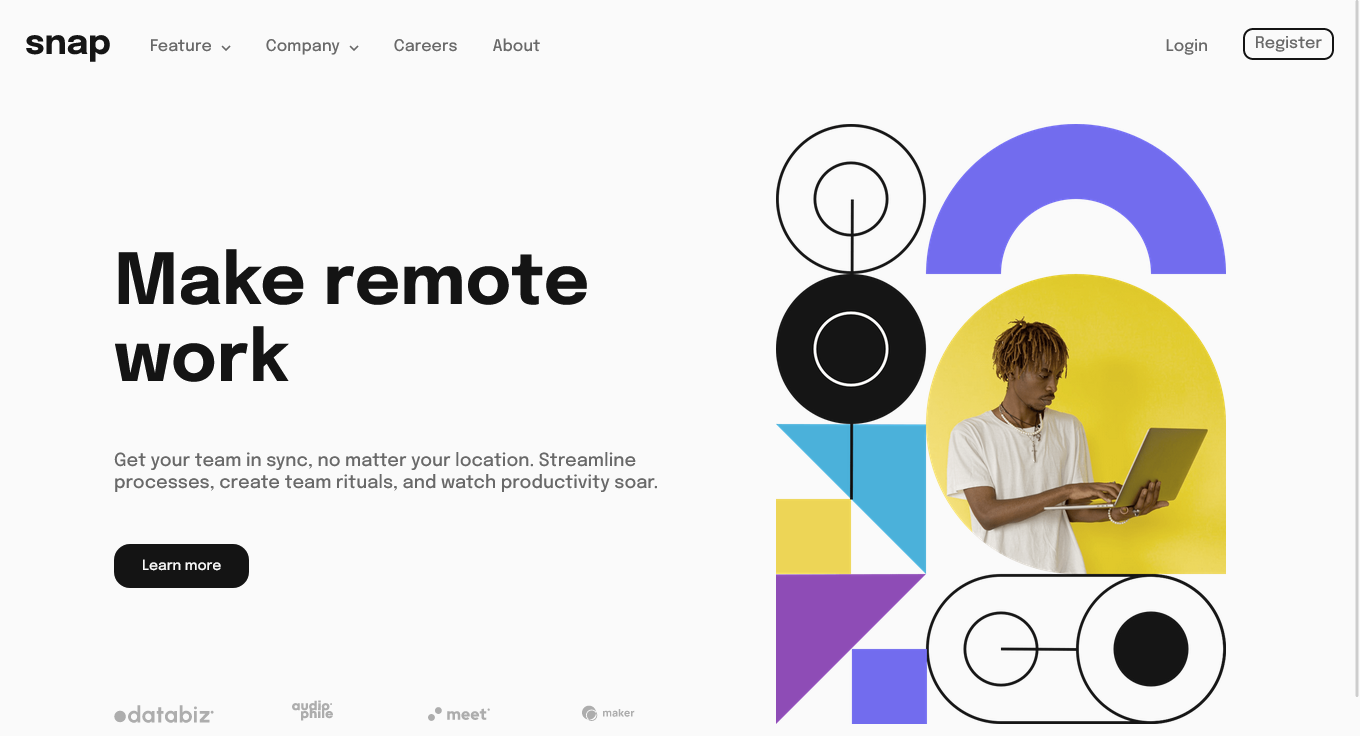 snap Feature Company Careers About Login Register
Make remote
work
Get your team in sync, no matter your location. Streamline
processes, create team rituals, and watch productivity soar.
Learn more
databiz audiophile meet maker